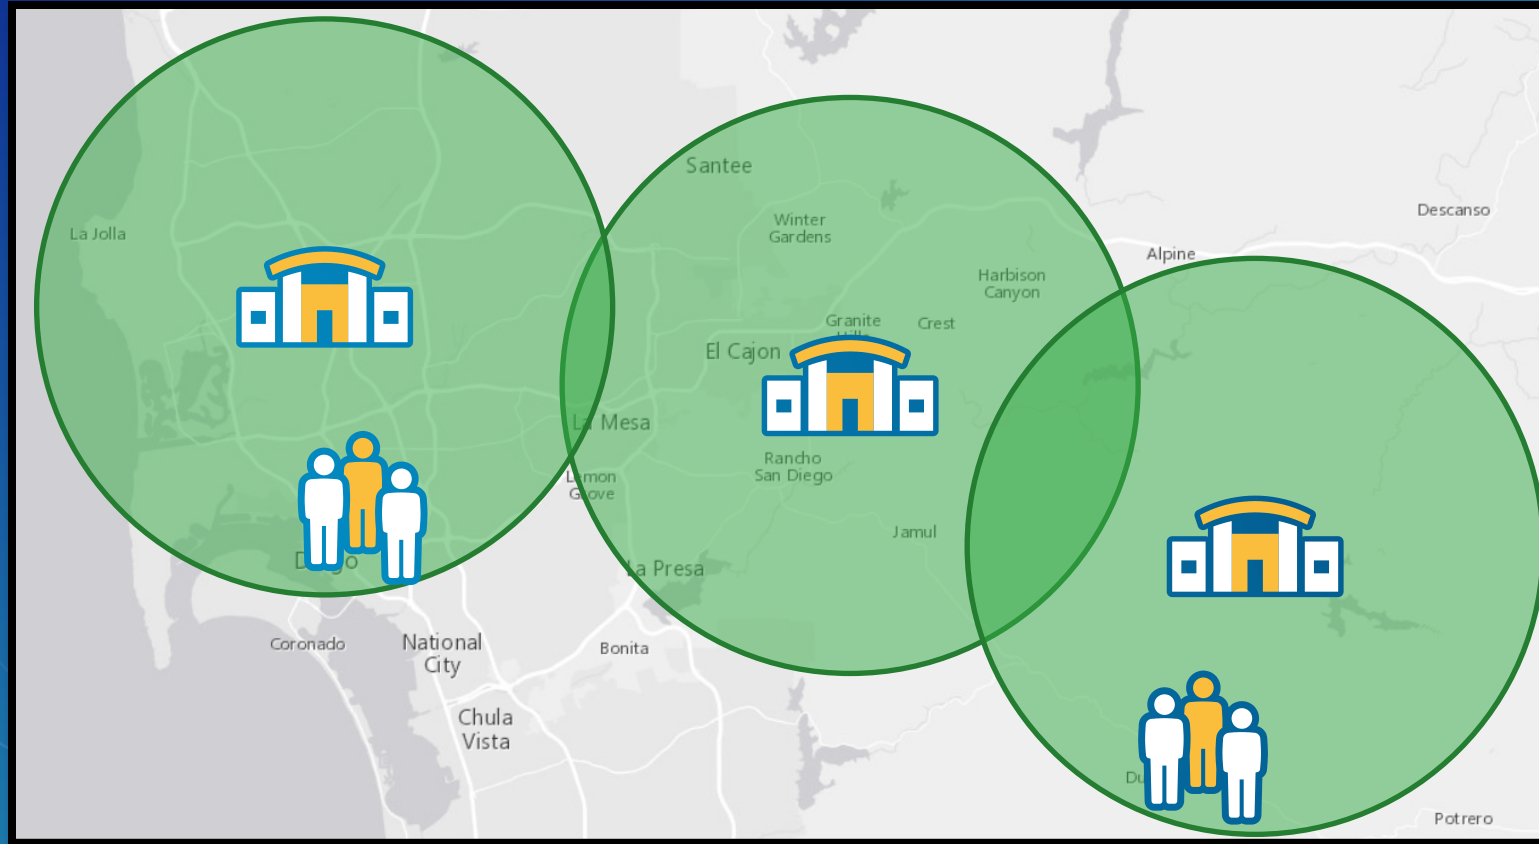 Santee
Descanso
Winter
Gardens
La Jolla
Alpine
Harbison
Canyon
Granite
Crest
El Cajon
La Mesa
Rancho
San Diego
Lemon
Grove
Jamul
La Presa
Coronado
National
City
Bonita
Chula
Vista
Potrero